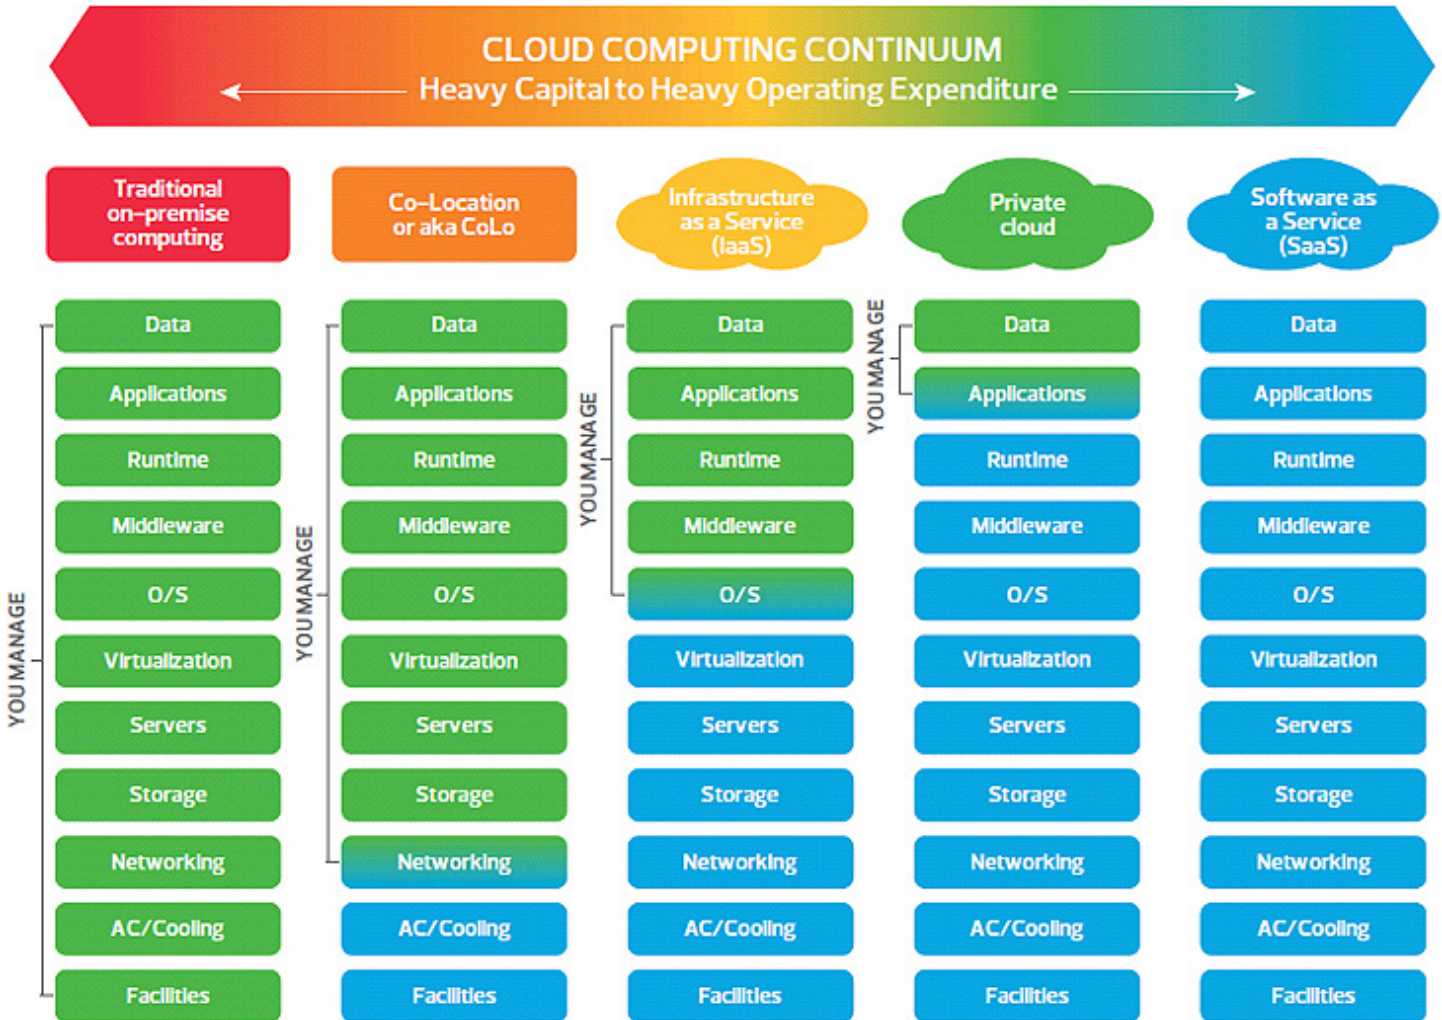 CLOUD COMPUTING CONTINUUM
Heavy Capital to Heavy Operating Expenditure
Traditional
on-premise
computing
Co-Location
or aka CoLo
Infrastructure
as a Service
(IaaS)
Private
cloud
Software as
a Service
(SaaS)
YOU MANAGE
Data
Applications
Runtime
Middleware
O/S
Virtualization
Servers
Storage
Networking
AC/Cooling
Facilities
YOU MANAGE
Data
Applications
Runtime
Middleware
O/S
Virtualization
Servers
Storage
Networking
AC/Cooling
Facilities
YOU MANAGE
Data
Applications
Runtime
Middleware
O/S
Virtualization
Servers
Storage
Networking
AC/Cooling
Facilities
YOU MANAGE
Data
Applications
Runtime
Middleware
O/S
Virtualization
Servers
Storage
Networking
AC/Cooling
Facilities
Data
Applications
Runtime
Middleware
O/S
Virtualization
Servers
Storage
Networking
AC/Cooling
Facilities